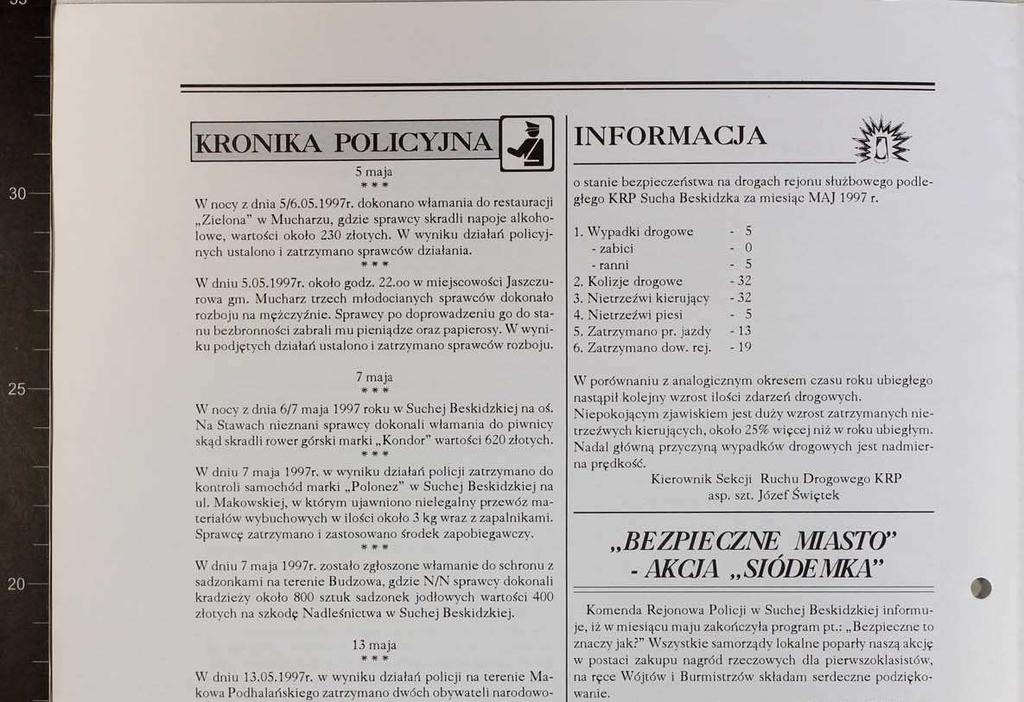 30
25
20
KRONIKA POLICYJNA
5 maja
* * *
W nocy z dnia 5/6.05.1997r. dokonano włamania do restauracji
„Zielona” w Mucharzu, gdzie sprawcy skradli napoje alkoho-
lowe, wartości około 230 złotych. W wyniku działań policyj-
nych ustalono i zatrzymano sprawców działania.
* * *
W dniu 5.05.1997r. około godz. 22.oo w miejscowości Jaszczu-
rowa gm. Mucharz trzech młodocianych sprawców dokonało
rozboju na mężczyźnie. Sprawcy po doprowadzeniu go do sta-
nu bezbronności zabrali mu pieniądze oraz papierosy. W wyni-
ku podjętych działań ustalono i zatrzymano sprawców rozboju.
7 maja
* * *
W nocy z dnia 6/7 maja 1997 roku w Suchej Beskidzkiej na oś.
Na Stawach nieznani sprawcy dokonali włamania do piwnicy
skąd skradli rower górski marki „Kondor” wartości 620 złotych.
* * *
W dniu 7 maja 1997r. w wyniku działań policji zatrzymano do
kontroli samochód marki „Polonez” w Suchej Beskidzkiej na
ul. Makowskiej, w którym ujawniono nielegalny przewóz ma-
teriałów wybuchowych w ilości około 3 kg wraz z zapalnikami.
Sprawcę zatrzymano i zastosowano środek zapobiegawczy.
* * *
W dniu 7 maja 1997r. zostało zgłoszone włamanie do schronu z
sadzonkami na terenie Budzowa, gdzie N/N sprawcy dokonali
kradzieży około 800 sztuk sadzonek jodłowych wartości 400
złotych na szkodę Nadleśnictwa w Suchej Beskidzkiej.
13 maja
* * *
W dniu 13.05.1997r. w wyniku działań policji na terenie Ma-
kowa Podhalańskiego zatrzymano dwóch obywateli narodowo-
INFORMACJA
o stanie bezpieczeństwa na drogach rejonu służbowego podle-
głego KRP Sucha Beskidzka za miesiąc MAJ 1997 r.
1. Wypadki drogowe - 5
- zabici - 0
- ranni - 5
2. Kolizje drogowe - 32
3. Nietrzeźwi kierujący - 32
4. Nietrzeźwi piesi - 5
5. Zatrzymano pr. jazdy - 13
6. Zatrzymano dow. rej. - 19
W porównaniu z analogicznym okresem czasu roku ubiegłego
nastąpił kolejny wzrost ilości zdarzeń drogowych.
Niepokojącym zjawiskiem jest duży wzrost zatrzymanych nie-
trzeźwych kierujących, około 25% więcej niż w roku ubiegłym.
Nadal główną przyczyną wypadków drogowych jest nadmier-
na prędkość.
Kierownik Sekcji Ruchu Drogowego KRP
asp. szt. Józef Świętek
„BEZPIECZNE MIASTO”
- AKCJA „SIÓDEMKA”
Komenda Rejonowa Policji w Suchej Beskidzkiej informu-
je, iż w miesiącu maju zakończyła program pt.: „Bezpieczne to
znaczy jak?” Wszystkie samorządy lokalne poparły naszą akcję
w postaci zakupu nagród rzeczowych dla pierwszoklasistów,
na ręce Wójtów i Burmistrzów składam serdeczne podzięko-
wanie.